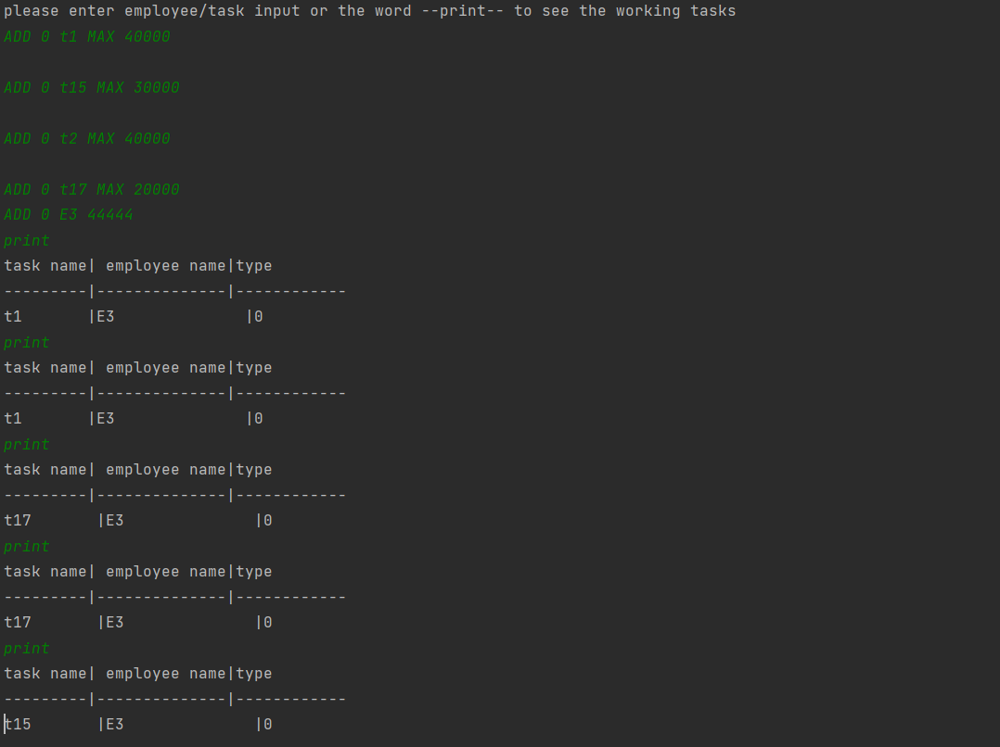 please enter employee/task input or the word --print-- to see the working tasks
ADD 0 t1 MAX 40000
ADD 0 t15 MAX 30000
ADD 0 t2 MAX 40000
ADD 0 t17 MAX 20000
ADD 0 E3 44444
print
task name| employee name|type
---------|--------------|------------
t1       |E3              |0
print
task name| employee name|type
---------|--------------|------------
t1       |E3              |0
print
task name| employee name|type
---------|--------------|------------
t17       |E3              |0
print
task name| employee name|type
---------|--------------|------------
t17       |E3              |0
print
task name| employee name|type
---------|--------------|------------
t15       |E3              |0